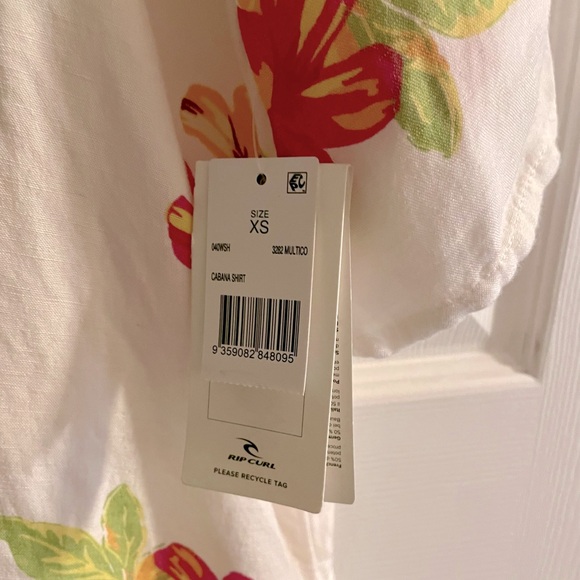 SIZE
XS
040WSH 3282 MULTICO
CABANA SHIRT
9 359082 848095
RIP CURL
PLEASE RECYCLE TAG